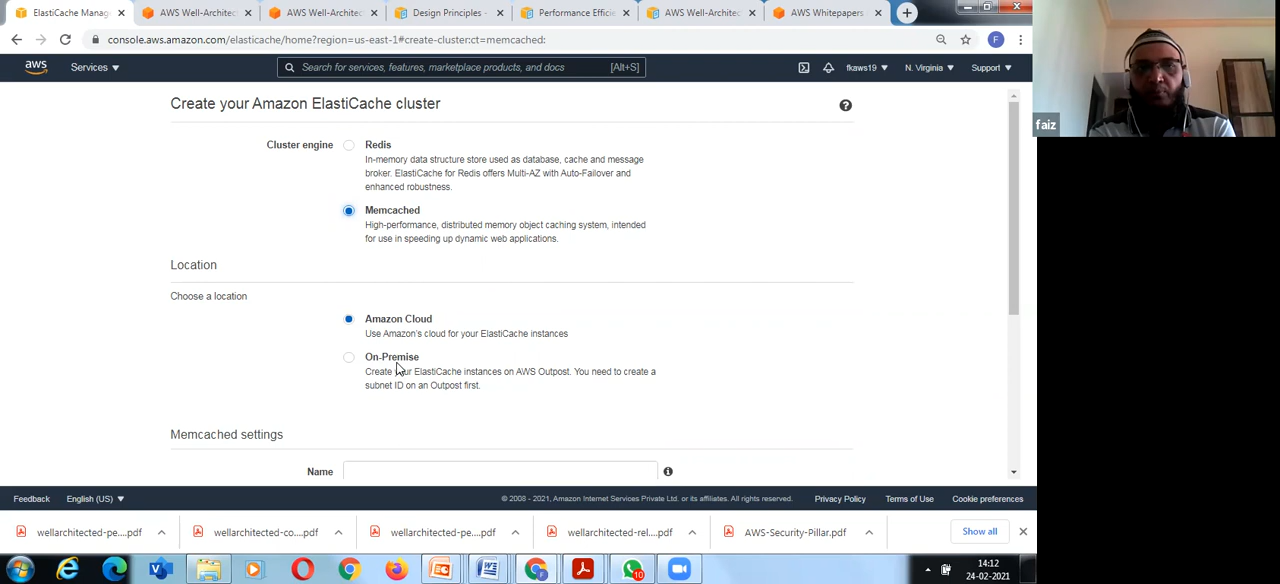 ElastiCache Manag
AWS Well-Architec
AWS Well-Architec
Design Principles -
Performance Efficie
AWS Well-Architec
AWS Whitepapers
console.aws.amazon.com/elasticache/home?region=us-east-1#create-cluster:ct=memcached:
F
aws
Services
Search for services, features, marketplace products, and docs
[Alt+S]
fkaws19
N. Virginia
Support
faiz
Create your Amazon ElastiCache cluster
Cluster engine
Redis
In-memory data structure store used as database, cache and message
broker. ElastiCache for Redis offers Multi-AZ with Auto-Failover and
enhanced robustness.
Memcached
High-performance, distributed memory object caching system, intended
for use in speeding up dynamic web applications.
Location
Choose a location
Amazon Cloud
Use Amazon's cloud for your ElastiCache instances
On-Premise
Create your ElastiCache instances on AWS Outpost. You need to create a
subnet ID on an Outpost first.
Memcached settings
Name
Feedback
English (US)
© 2008 - 2021, Amazon Internet Services Private Ltd. or its affiliates. All rights reserved.
Privacy Policy
Terms of Use
Cookie preferences
wellarchitected-pe....pdf
wellarchitected-co....pdf
wellarchitected-pe....pdf
wellarchitected-rel....pdf
AWS-Security-Pillar.pdf
Show all
10
14:12
24-02-2021